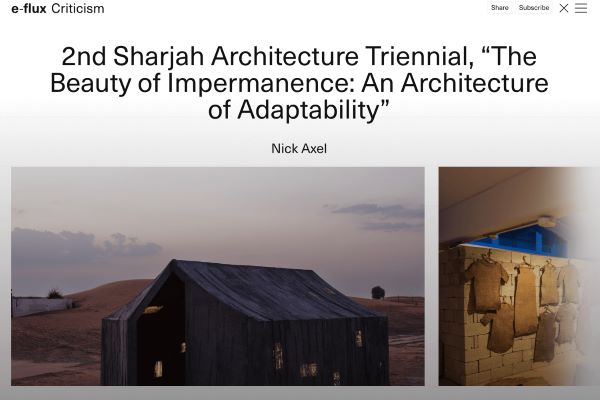 e-flux Criticism
Share Subscribe
2nd Sharjah Architecture Triennial, “The
Beauty of Impermanence: An Architecture
of Adaptability”
Nick Axel